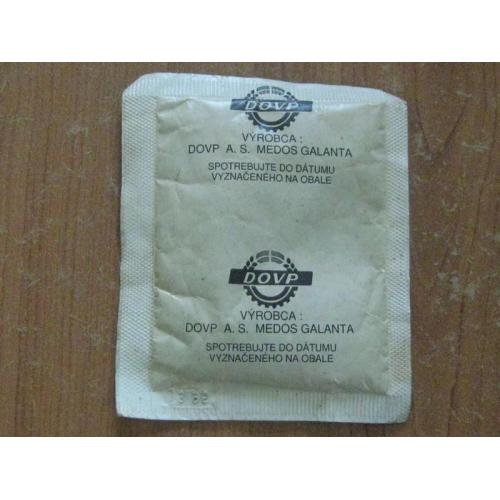 DOVP
VÝROBCA :
DOVP A. S. MEDOS GALANTA
SPOTREBUJTE DO DÁTUMU
VYZNAČENÉHO NA OBALE
DOVP
VÝROBCA :
DOVP A. S. MEDOS GALANTA
SPOTREBUJTE DO DÁTUMU
VYZNAČENÉHO NA OBALE